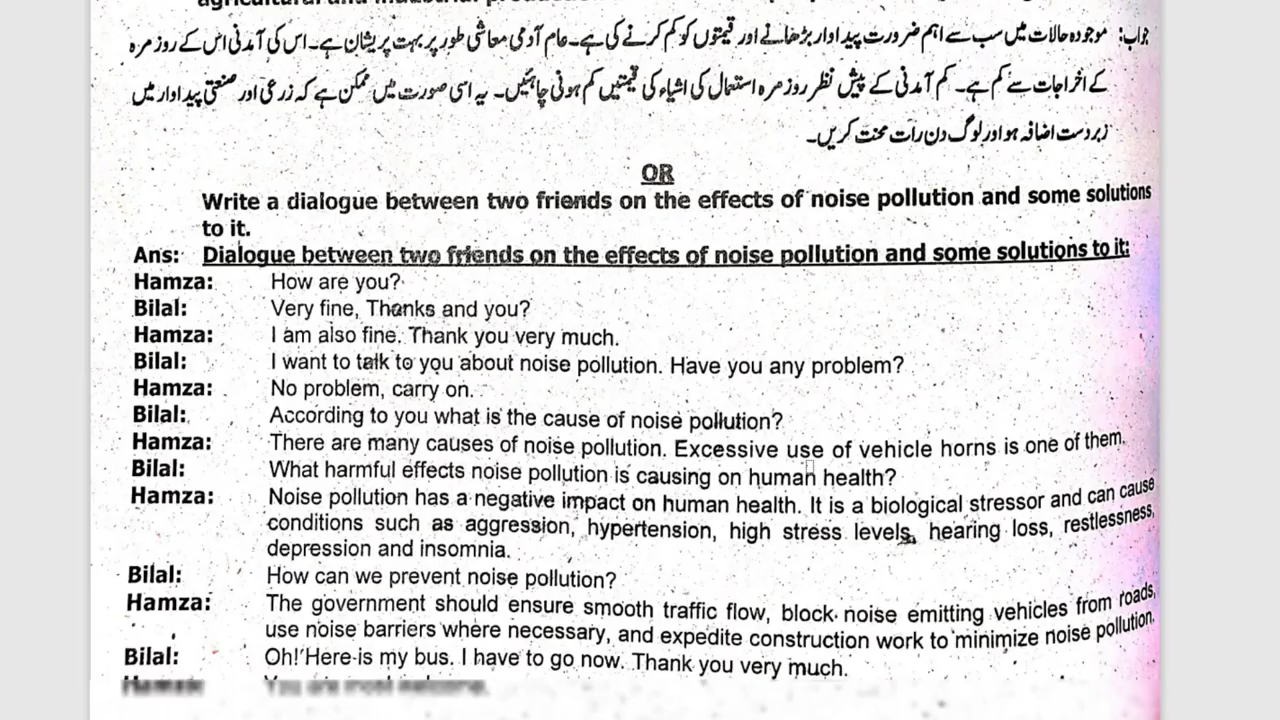 جواب: موجودہ حالات میں سب سے اہم ضرورت پیداوار بڑھانے اور قیمتوں کو کم کرنے کی ہے۔ عام آدمی معاشی طور پر بہت پریشان ہے۔ اس کی آمدنی اس کے روز مرہ
کے اخراجات سے کم ہے۔ کم آمدنی کے پیش نظر روز مرہ استعمال کی اشیاء کی قیمتیں کم ہونی چاہئیں۔ یہ اسی صورت میں ممکن ہے کہ زرعی اور صنعتی پیداوار میں
زبردست اضافہ ہو اور لوگ دن رات محنت کریں۔
OR
Write a dialogue between two friends on the effects of noise pollution and some solutions
to it.
Ans: Dialogue between two friends on the effects of noise pollution and some solutions to it:
Hamza: How are you?
Bilal: Very fine, Thanks and you?
Hamza: I am also fine. Thank you very much.
Bilal: I want to talk to you about noise pollution. Have you any problem?
Hamza: No problem, carry on.
Bilal: According to you what is the cause of noise pollution?
Hamza: There are many causes of noise pollution. Excessive use of vehicle horns is one of them.
Bilal: What harmful effects noise pollution is causing on human health?
Hamza: Noise pollution has a negative impact on human health. It is a biological stressor and can cause
conditions such as aggression, hypertension, high stress levels, hearing loss, restlessness,
depression and insomnia.
Bilal: How can we prevent noise pollution?
Hamza: The government should ensure smooth traffic flow, block noise emitting vehicles from roads,
use noise barriers where necessary, and expedite construction work to minimize noise pollution.
Bilal: Oh! Here is my bus. I have to go now. Thank you very much.